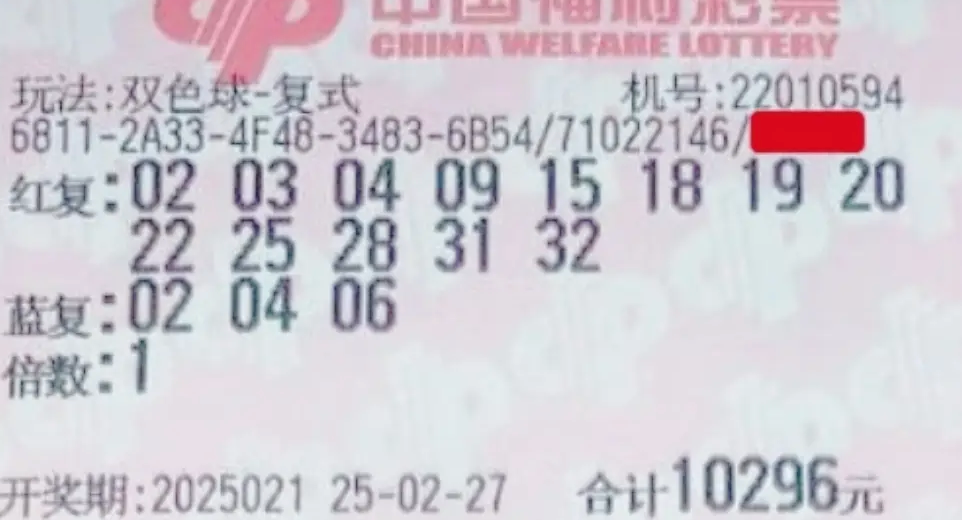 中国福利彩票
CHINA WELFARE LOTTERY
玩法:双色球-复式 机号:22010594
6811-2A33-4F48-3483-6B54/71022146/
红复:02 03 04 09 15 18 19 20
22 25 28 31 32
蓝复:02 04 06
倍数:1
开奖期:2025021 25-02-27 合计10296元